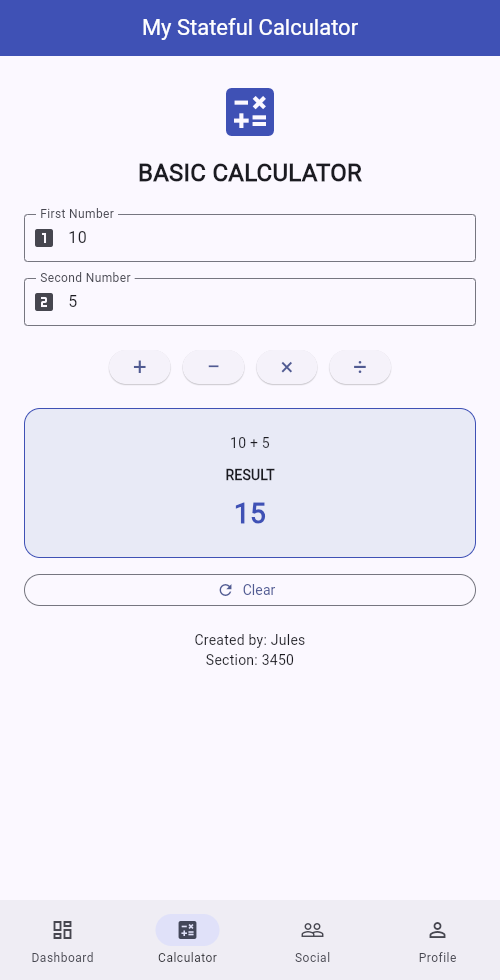 My Stateful Calculator
BASIC CALCULATOR
First Number
1 10
Second Number
2 5
+ − × ÷
10 + 5
RESULT
15
Clear
Created by: Jules
Section: 3450
Dashboard Calculator Social Profile